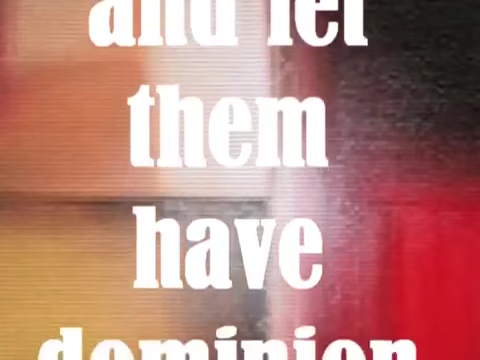 and let
them
have
dominion